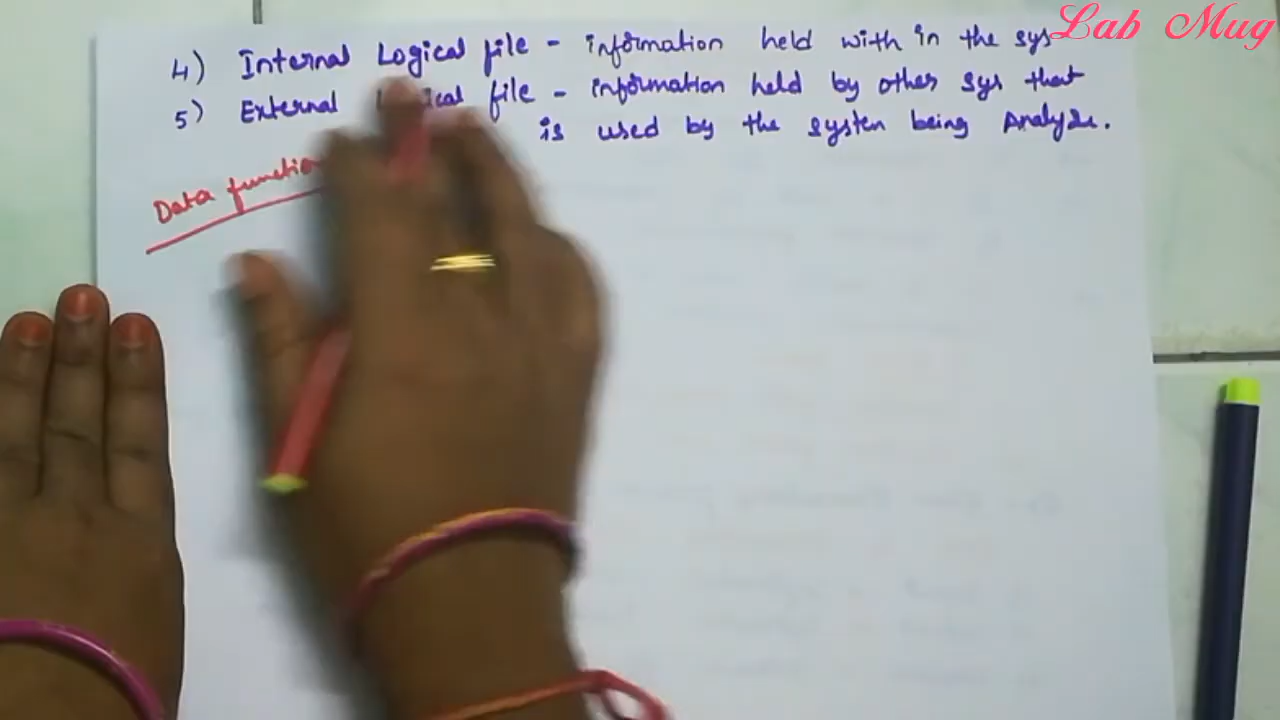 Lab Mug
4) Internal Logical file - information held with in the sys
5) External file - information held by other sys that
is used by the system being
Data function